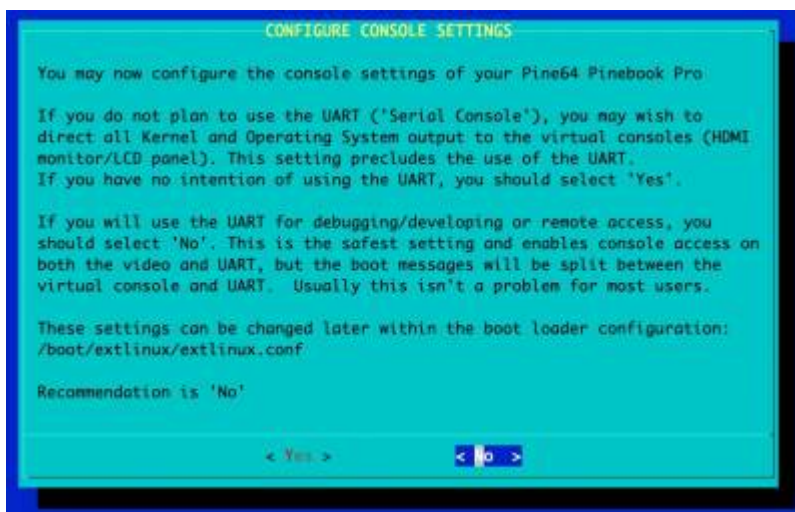 CONFIGURE CONSOLE SETTINGS
You may now configure the console settings of your Pine64 Pinebook Pro
If you do not plan to use the UART ('Serial Console'), you may wish to
direct all Kernel and Operating System output to the virtual consoles (HDMI
monitor/LCD panel). This setting precludes the use of the UART.
If you have no intention of using the UART, you should select 'Yes'.
If you will use the UART for debugging/developing or remote access, you
should select 'No'. This is the safest setting and enables console access on
both the video and UART, but the boot messages will be split between the
virtual console and UART.  Usually this isn't a problem for most users.
These settings can be changed later within the boot loader configuration:
/boot/extlinux/extlinux.conf
Recommendation is 'No'
< Yes > < No >